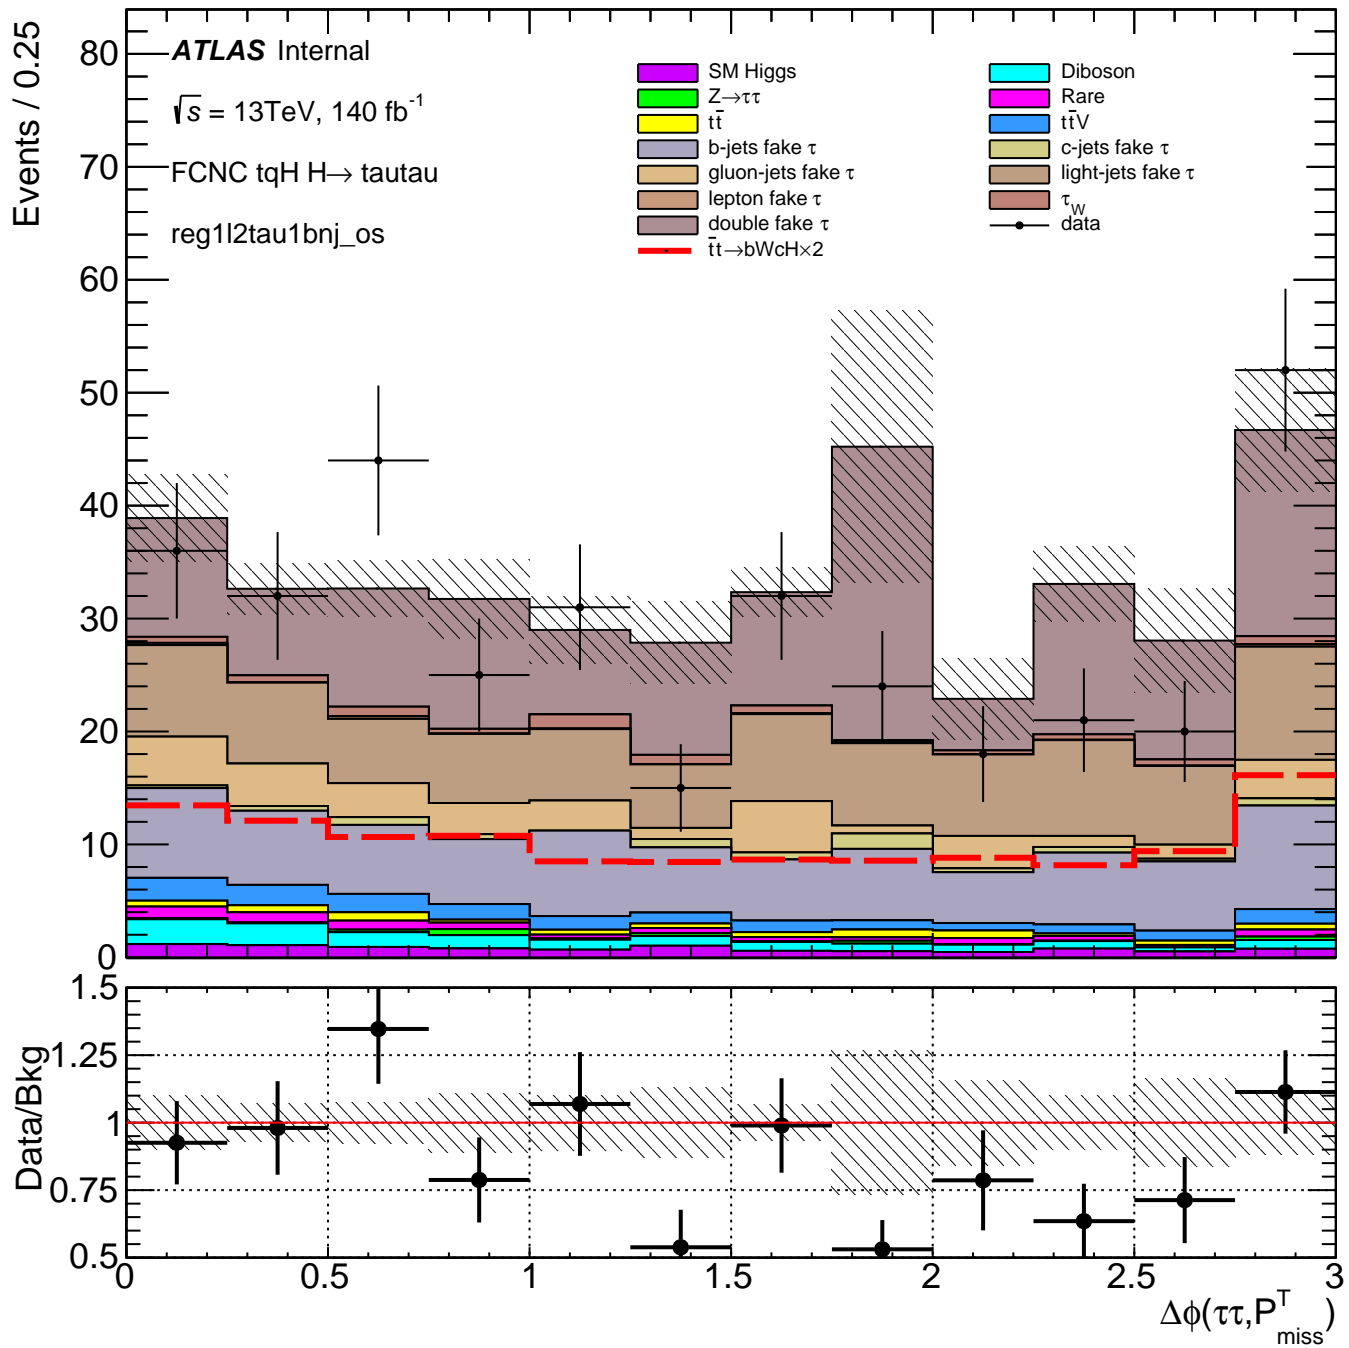 Events / 0.25
80
70
60
50
40
30
20
10
0
ATLAS Internal
√s = 13TeV, 140 fb⁻¹
FCNC tqH H→ tautau
reg1l2tau1bnj_os
SM Higgs
Z→ττ
tt̄
b-jets fake τ
gluon-jets fake τ
lepton fake τ
double fake τ
t̄t→bWcH×2
Diboson
Rare
tt̄V
c-jets fake τ
light-jets fake τ
τ_W
data
Data/Bkg
1.5
1.25
1
0.75
0.5
0 0.5 1 1.5 2 2.5 3
Δφ(ττ,P^T_miss)